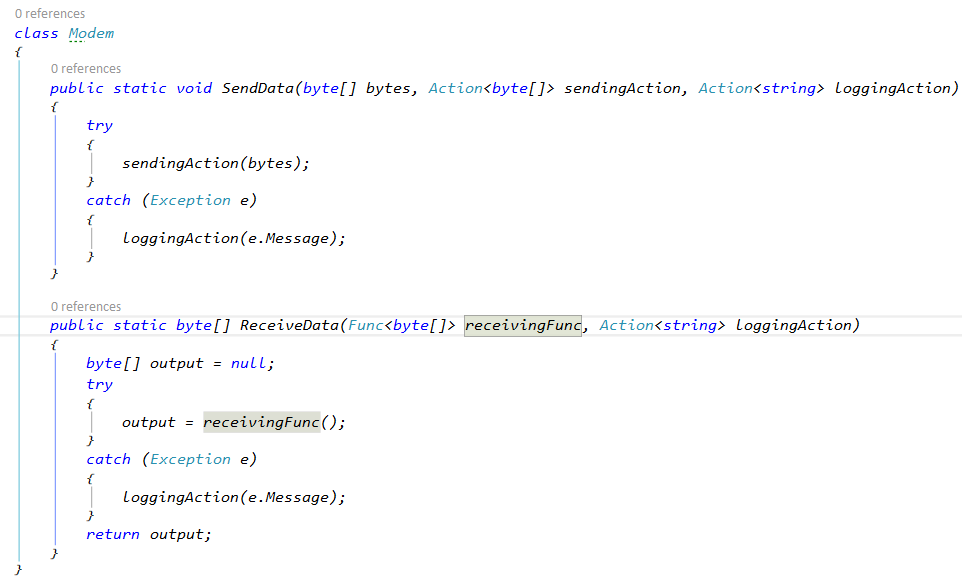 0 references
class Modem
{
0 references
public static void SendData(byte[] bytes, Action<byte[]> sendingAction, Action<string> loggingAction)
{
try
{
sendingAction(bytes);
}
catch (Exception e)
{
loggingAction(e.Message);
}
}
0 references
public static byte[] ReceiveData(Func<byte[]> receivingFunc, Action<string> loggingAction)
{
byte[] output = null;
try
{
output = receivingFunc();
}
catch (Exception e)
{
loggingAction(e.Message);
}
return output;
}
}